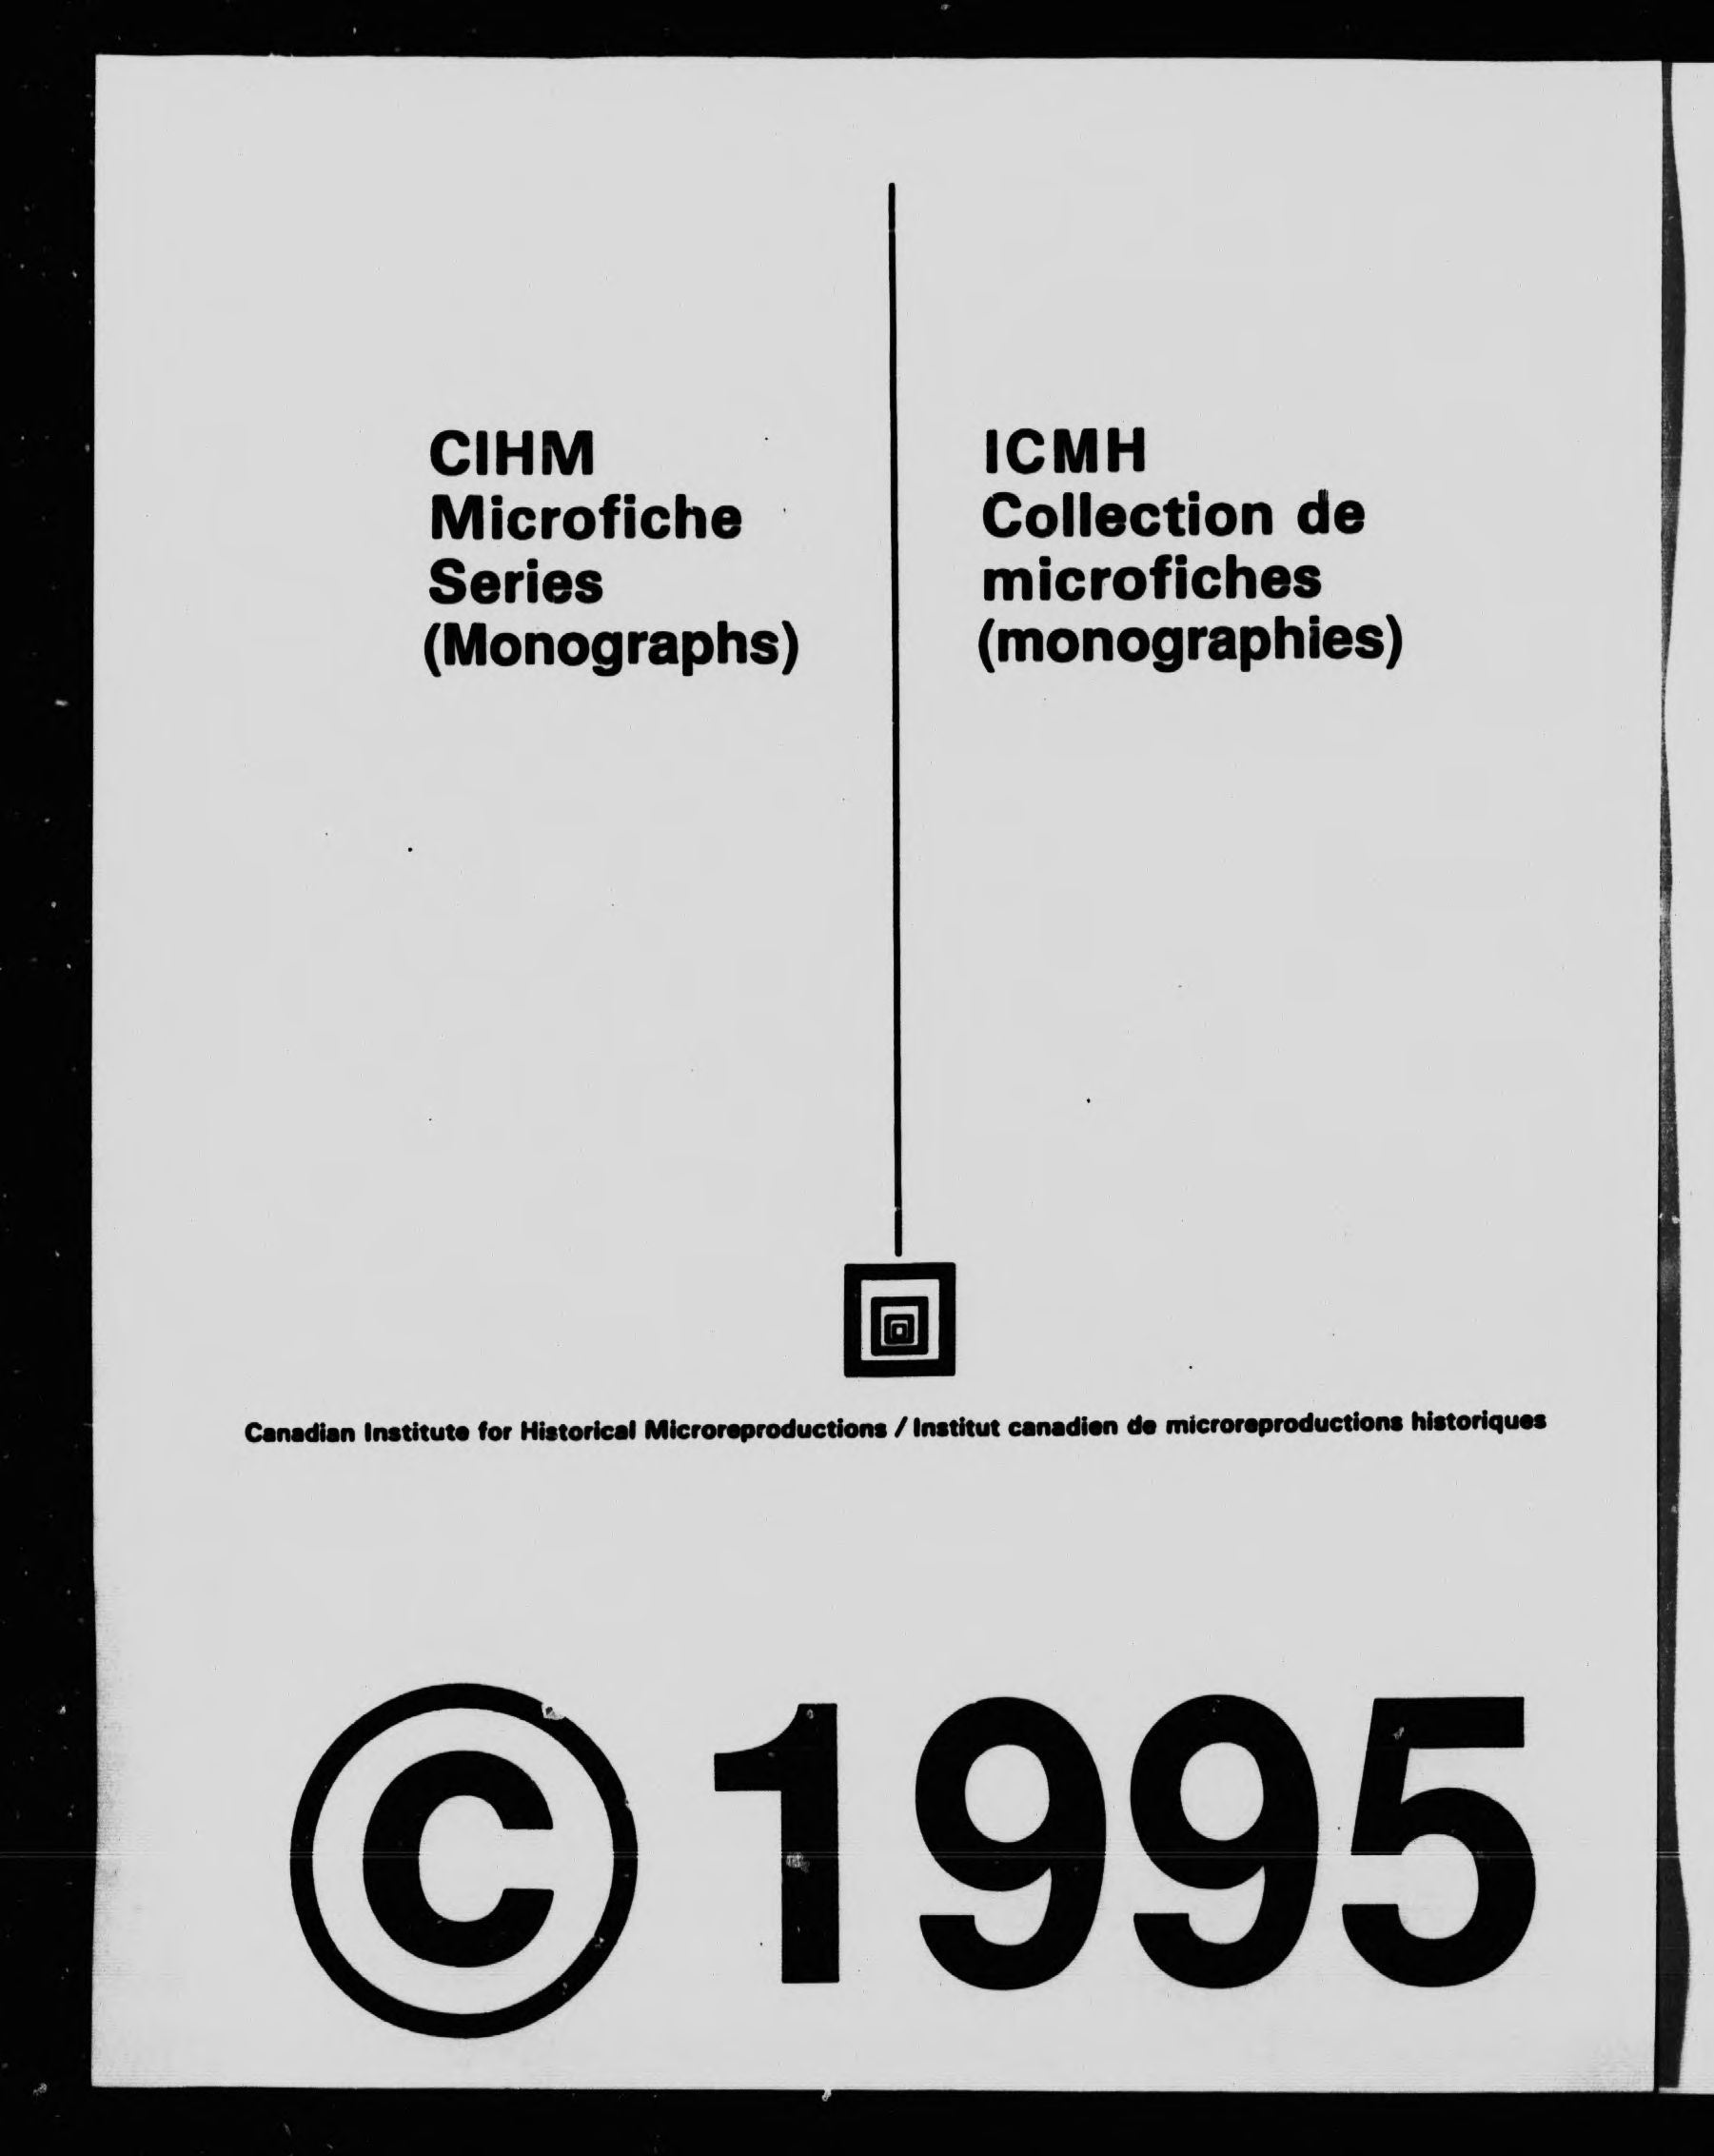 CIHM
Microfiche
Series
(Monographs)
ICMH
Collection de
microfiches
(monographies)
Canadian Institute for Historical Microreproductions / Institut canadien de microreproductions historiques
© 1995